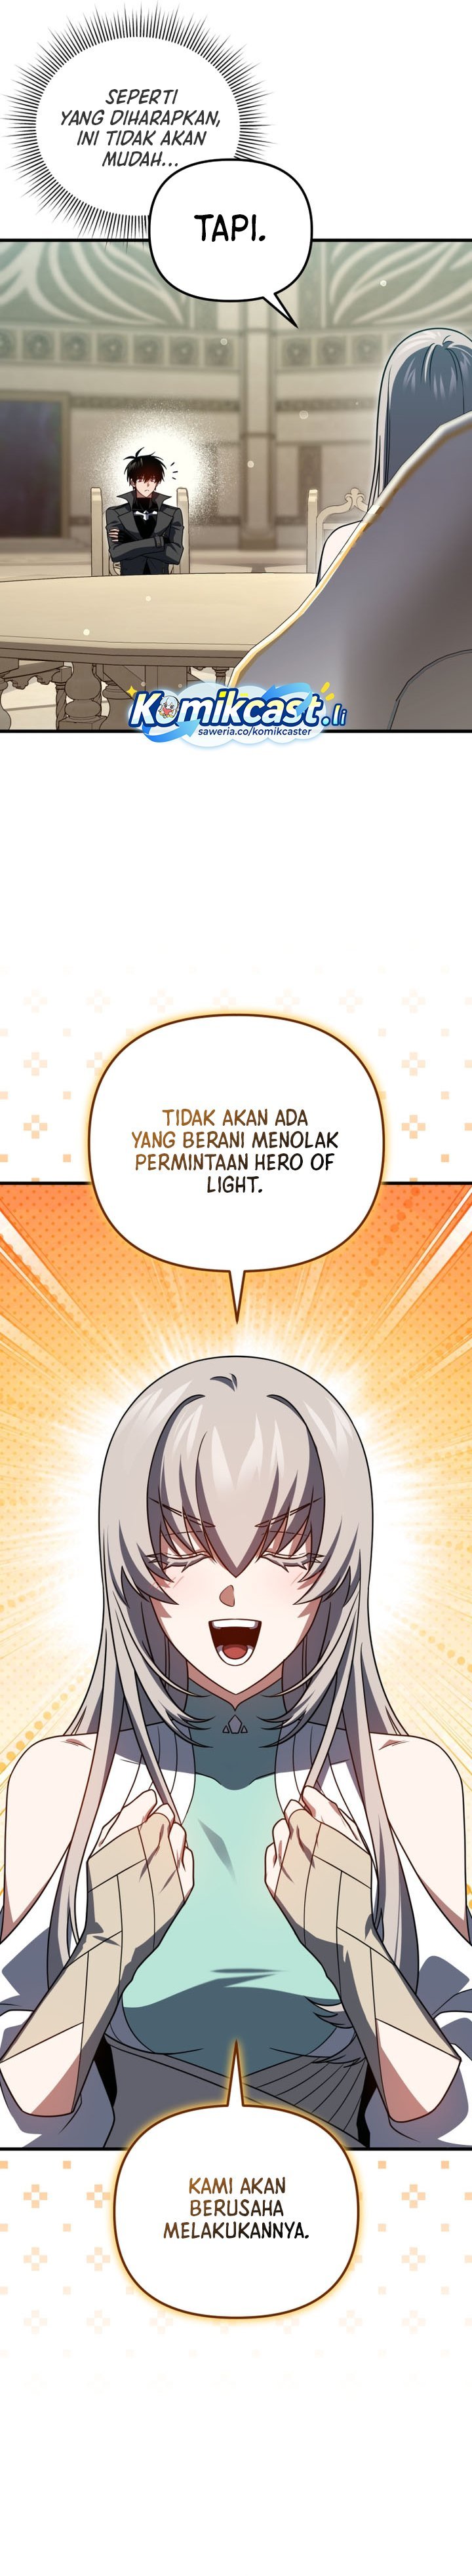 SEPERTI
YANG DIHARAPKAN,
INI TIDAK AKAN
MUDAH...
TAPI.
Komikcast.li
saweria.co/komikcaster
TIDAK AKAN ADA
YANG BERANI MENOLAK
PERMINTAAN HERO OF
LIGHT.
KAMI AKAN
BERUSAHA
MELAKUKANNYA.